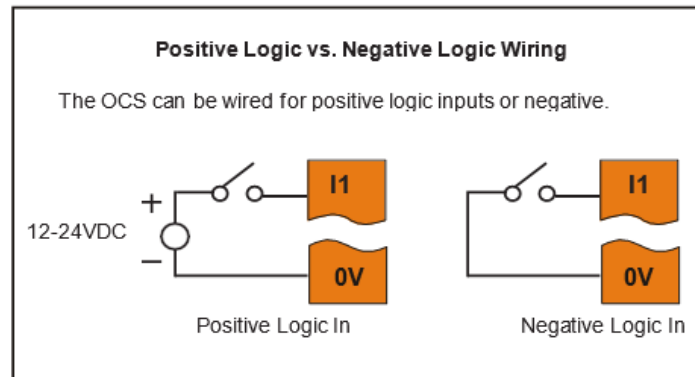 Positive Logic vs. Negative Logic Wiring
The OCS can be wired for positive logic inputs or negative.
I1
+
12-24VDC
−
0V
Positive Logic In
I1
0V
Negative Logic In